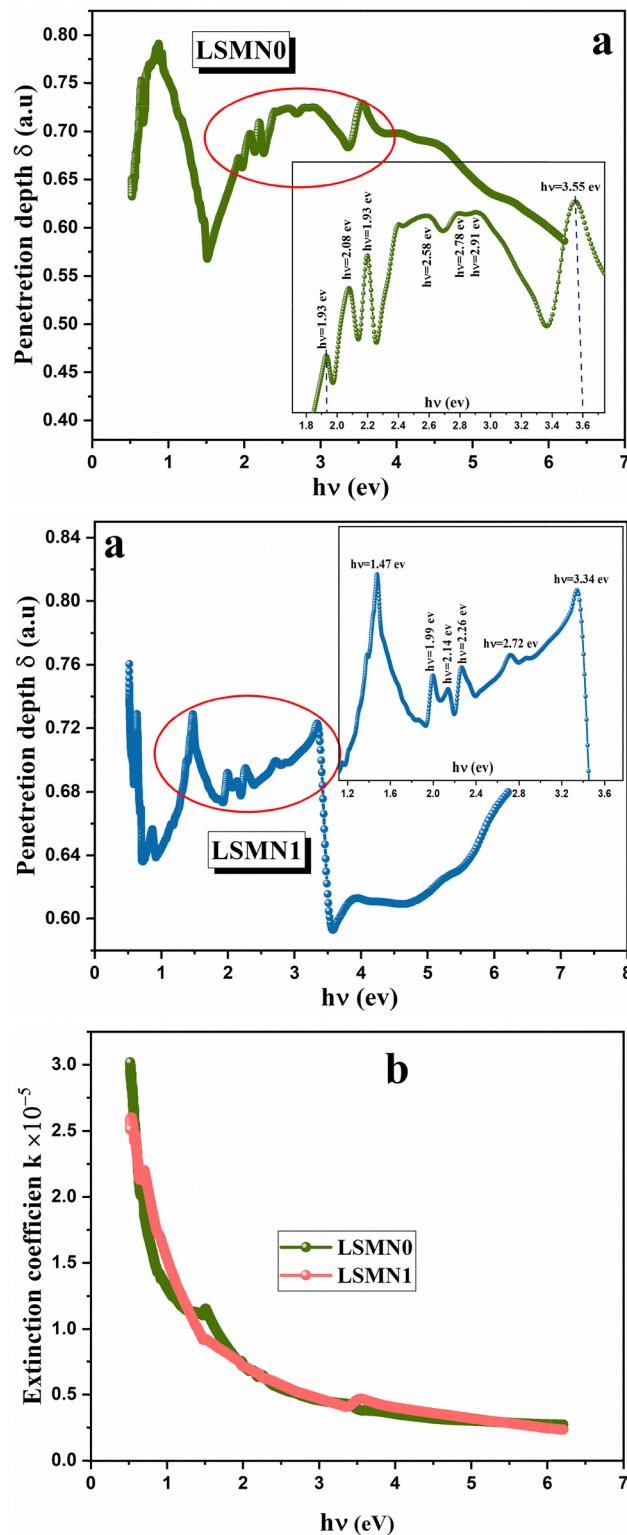 a
LSMN0
Penetretion depth δ (a.u)
0.80
0.75
0.70
0.65
0.60
0.55
0.50
0.45
0.40
0 1 2 3 4 5 6 7
hν (ev)
hν=1.93 ev
hν=2.08 ev
hν=1.93 ev
hν=2.58 ev
hν=2.78 ev
hν=2.91 ev
hν=3.55 ev
hν (ev)
1.8 2.0 2.2 2.4 2.6 2.8 3.0 3.2 3.4 3.6
a
LSMN1
Penetretion depth δ (a.u)
0.84
0.80
0.76
0.72
0.68
0.64
0.60
0 1 2 3 4 5 6 7 8
hν (ev)
hν=1.47 ev
hν=1.99 ev
hν=2.14 ev
hν=2.26 ev
hν=2.72 ev
hν=3.34 ev
hν (ev)
1.2 1.6 2.0 2.4 2.8 3.2 3.6
b
Extinction coefficien k ×10⁻⁵
3.0
2.5
2.0
1.5
1.0
0.5
0.0
LSMN0
LSMN1
0 1 2 3 4 5 6 7
hν (eV)